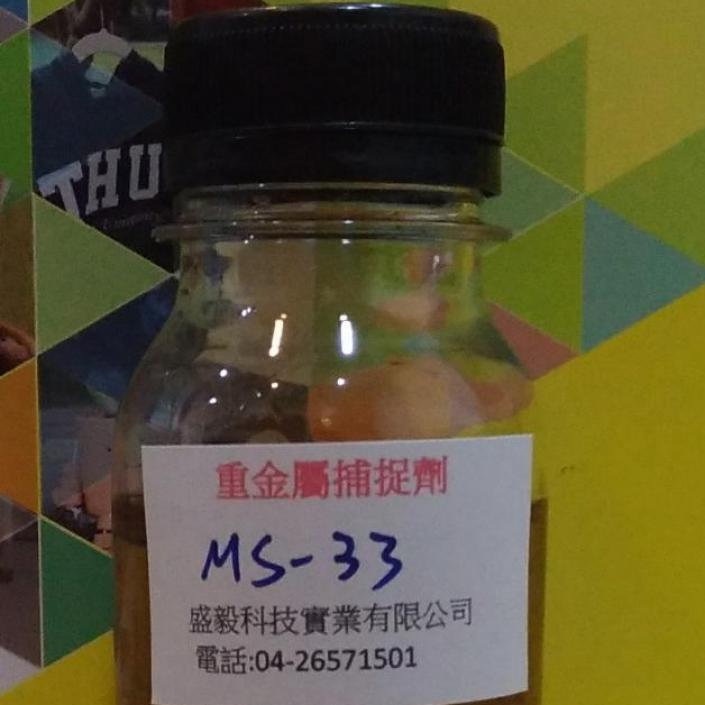 THU
重金屬捕捉劑
MS-33
盛毅科技實業有限公司
電話:04-26571501